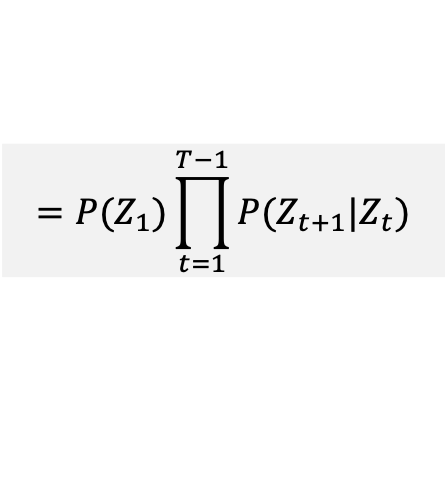 = P(Z₁) ∏_{t=1}^{T−1} P(Z_{t+1}|Z_t)